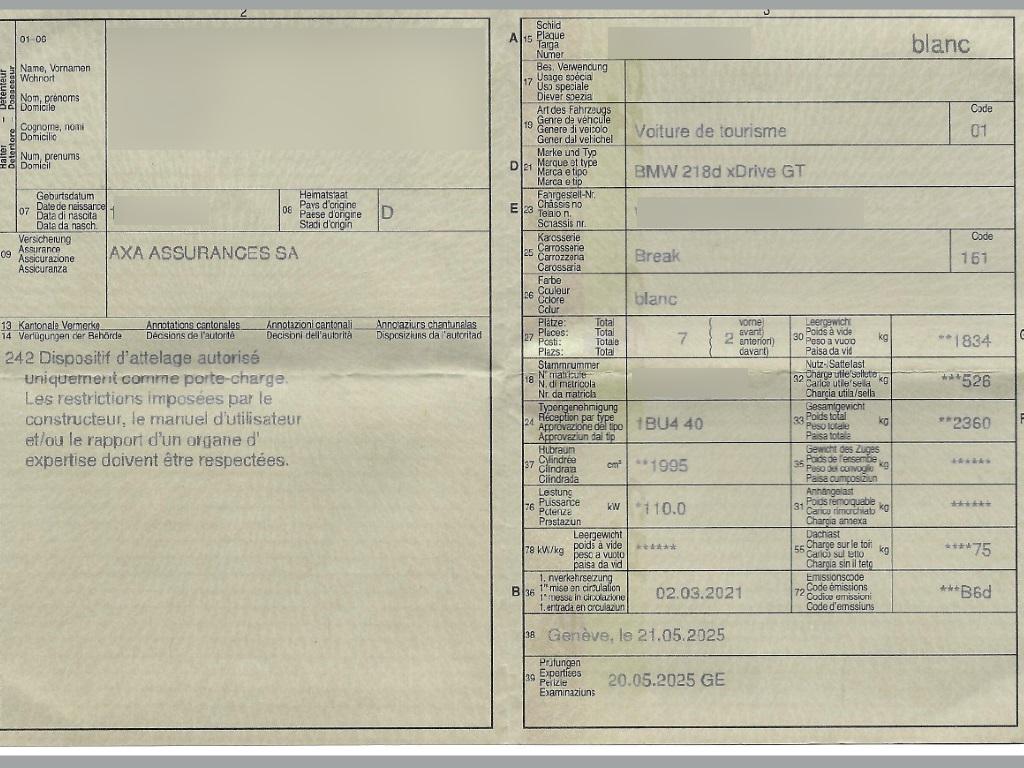 2
01-06
Detenteur
Possessur
Halter
Detentore
Name, Vornamen
Wohnort
Nom, prénoms
Domicile
Cognome, nomi
Domicilio
Num, prenums
Domicil
07
Geburtsdatum
Date de naissance
Data di nascita
Data da nasch.
08
Heimatstaat
Pays d'origine
Paese d'origine
Stadi d'origin
D
09
Versicherung
Assurance
Assicurazione
Assicuranza
AXA ASSURANCES SA
13 Kantonale Vermerke Annotations cantonales Annotazioni cantonali Annotaziuns chantunalas
14 Verfügungen der Behörde Décisions de l'autorité Decisioni dell'autorità Disposiziuns da l'autoritad
242 Dispositif d'attelage autorisé
uniquement comme porte-charge.
Les restrictions imposées par le
constructeur, le manuel d'utilisateur
et/ou le rapport d'un organe d'
expertise doivent être respectées.
3
A 15
Schild
Plaque
Targa
Numer
blanc
17
Bes. Verwendung
Usage spécial
Uso speciale
Diever spezia
19
Art des Fahrzeugs
Genre de véhicule
Genere di veicolo
Gener dal vehichel
Voiture de tourisme
Code
01
D 21
Marke und Typ
Marque et type
Marca e tipo
Marca e tip
BMW 218d xDrive GT
E 23
Fahrgestell-Nr.
Châssis no
Telaio n.
Schassis nr.
25
Karosserie
Carrosserie
Carrozzeria
Carossaria
Break
Code
161
26
Farbe
Couleur
Colore
Colur
blanc
27
Plätze: Total
Places: Total
Posti: Totale
Plazs: Total
7
( vorne)
( avant)
2 anteriori)
( davant)
30
Leergewicht
Poids à vide
Peso a vuoto
Paisa da vid
kg
**1834
18
Stammnummer
N° matricule
N. di matricola
Nr. da matricla
32
Nutz-/Sattellast
Charge utile/sellette
Carico utile/sella
Chargia utila/sella
kg
***526
24
Typengenehmigung
Réception par type
Approvazione del tipo
Approvaziun dal tip
1BU4 40
33
Gesamtgewicht
Poids total
Peso totale
Paisa totala
**2360
37
Hubraum
Cylindrée
Cilindrata
Cilindrada
cm³
**1995
35
Gewicht des Zuges
Poids de l'ensemble
Peso del convoglio
Paisa cumposiziun
kg
******
76
Leistung
Puissance
Potenza
Prestaziun
kW
*110.0
31
Anhängelast
Poids remorquable
Carico rimorchiato
Chargia annexa
kg
******
78 kW/kg
Leergewicht
poids à vide
peso a vuoto
paisa da vid
******
55
Dachlast
Charge sur le toit
Carico sul tetto
Chargia sin il tetg
kg
****75
B 36
1. Inverkehrsetzung
1re mise en circulation
1a messa in circolazione
1. entrada en circulaziun
02.03.2021
72
Emissionscode
Code émissions
Codice emissioni
Code d'emissiuns
***B6d
38
Genève, le 21.05.2025
39
Prüfungen
Expertises
Perizie
Examinaziuns
20.05.2025 GE